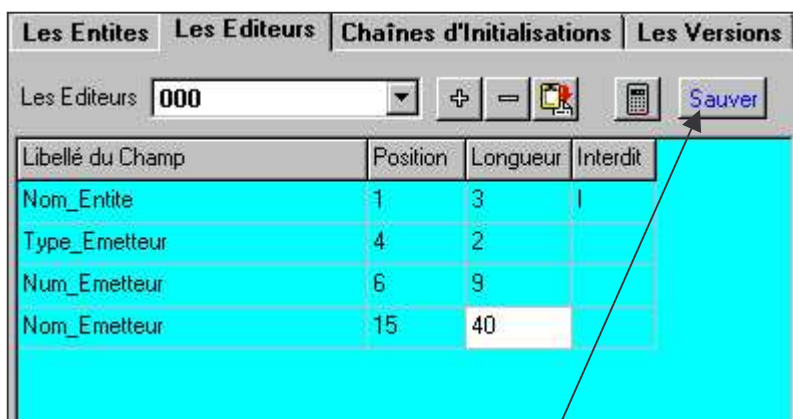 Les Entites Les Editeurs Chaînes d'Initialisations Les Versions
Les Editeurs 000 Sauver
Libellé du Champ Position Longueur Interdit
Nom_Entite 1 3 I
Type_Emetteur 4 2
Num_Emetteur 6 9
Nom_Emetteur 15 40